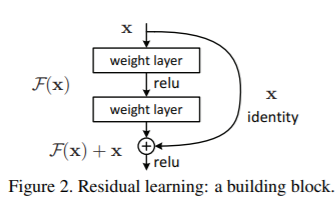 x
weight layer
relu
F(x)
weight layer
x
identity
F(x) + x
+
relu
Figure 2. Residual learning: a building block.